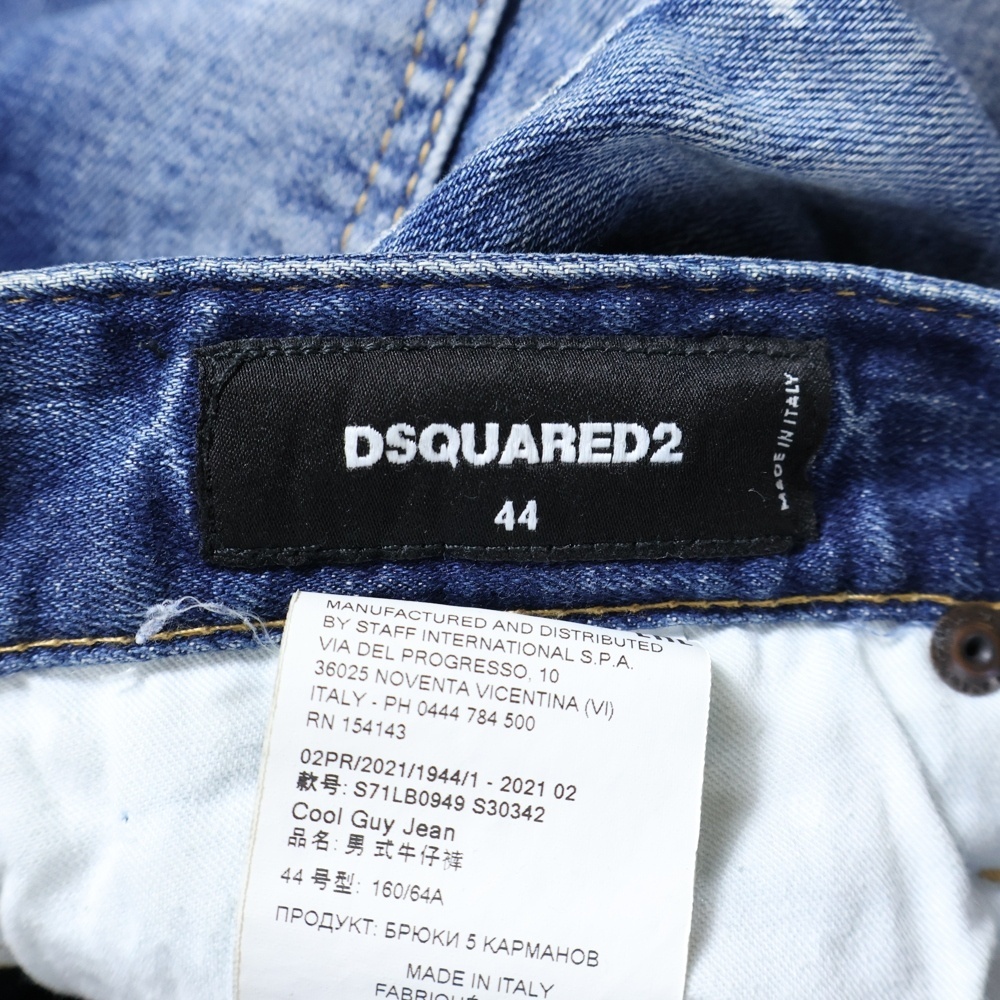 DSQUARED2
44
MADE IN ITALY
MANUFACTURED AND DISTRIBUTED
BY STAFF INTERNATIONAL S.P.A.
VIA DEL PROGRESSO, 10
36025 NOVENTA VICENTINA (VI)
ITALY - PH 0444 784 500
RN 154143
02PR/2021/1944/1 - 2021 02
款号: S71LB0949 S30342
Cool Guy Jean
品名: 男 式牛仔裤
44 号型: 160/64A
ПРОДУКТ: БРЮКИ 5 КАРМАНОВ
MADE IN ITALY